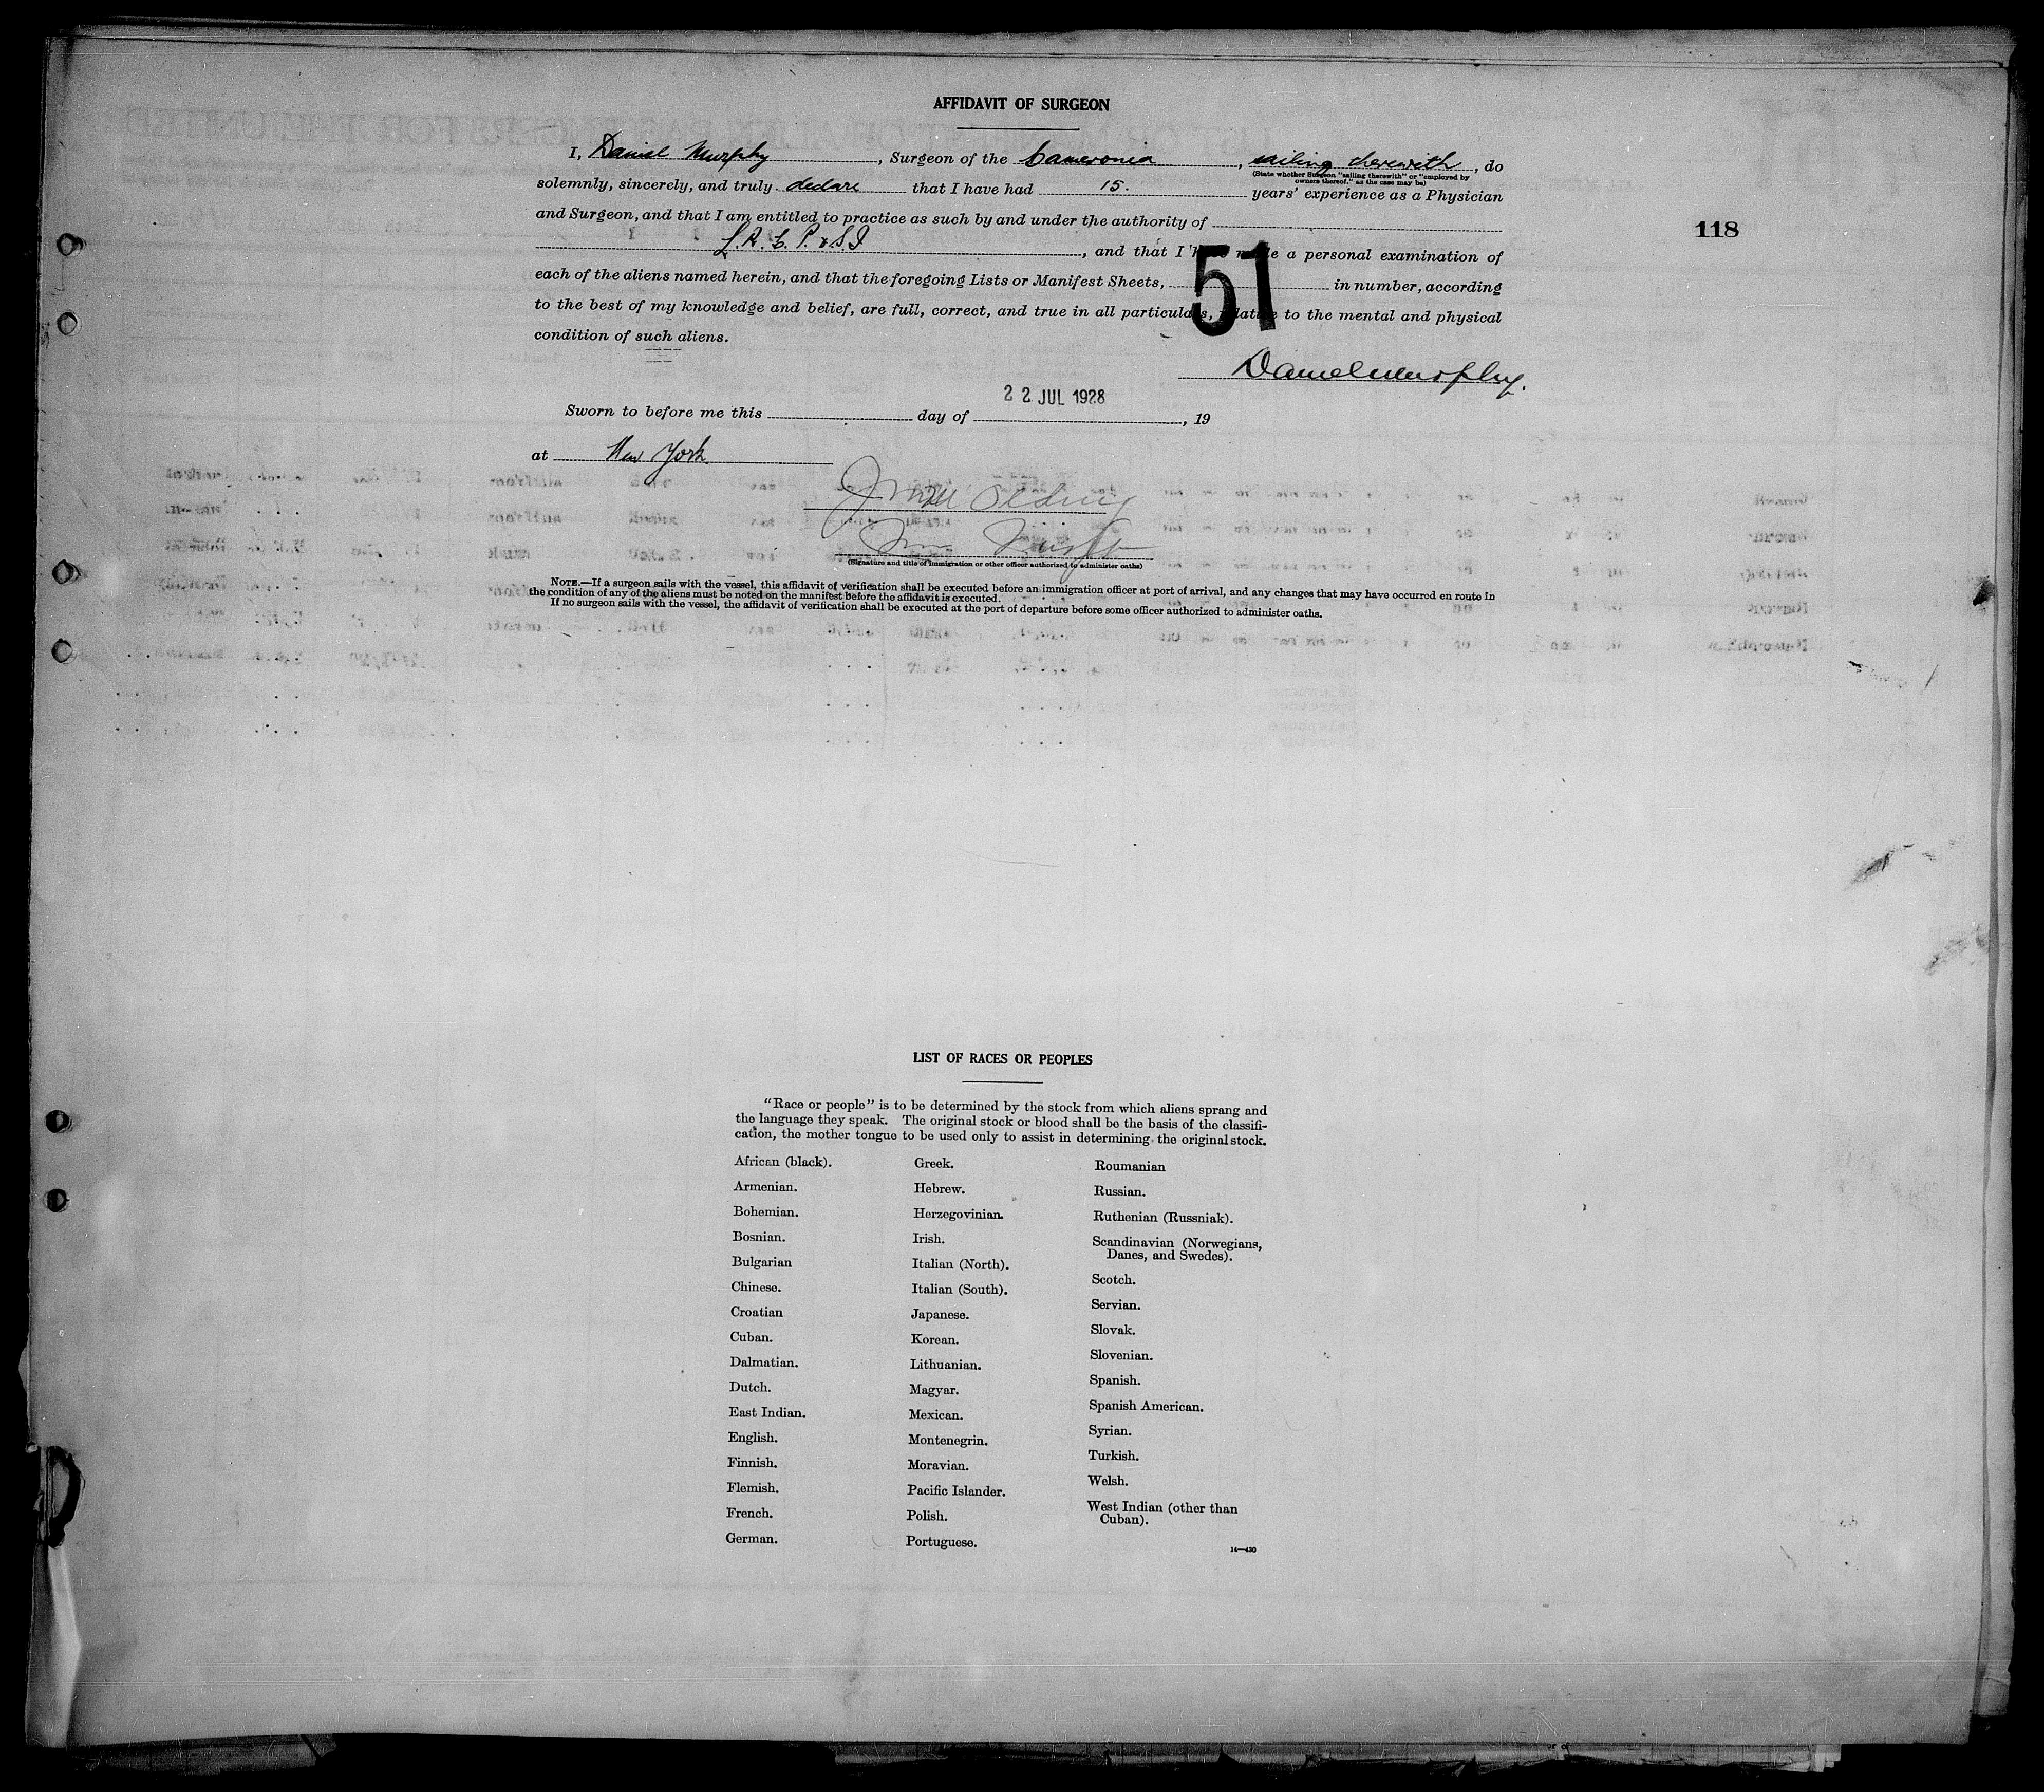 AFFIDAVIT OF SURGEON
I, Daniel Murphy, Surgeon of the Cameronia, sailing therewith, do
(State whether Surgeon "sailing therewith" or "employed by
owners thereof," as the case may be)
solemnly, sincerely, and truly declare that I have had 15. years' experience as a Physician
and Surgeon, and that I am entitled to practice as such by and under the authority of
118
L.R.C.P. & S.I, and that I have made a personal examination of
51
each of the aliens named herein, and that the foregoing Lists or Manifest Sheets, in number, according
to the best of my knowledge and belief, are full, correct, and true in all particulars, relative to the mental and physical
condition of such aliens.
Daniel Murphy.
22 JUL 1928
Sworn to before me this day of , 19
at New York.
(Signature and title of immigration or other officer authorized to administer oaths)
NOTE.—If a surgeon sails with the vessel, this affidavit of verification shall be executed before an immigration officer at port of arrival, and any changes that may have occurred en route in
the condition of any of the aliens must be noted on the manifest before the affidavit is executed.
If no surgeon sails with the vessel, the affidavit of verification shall be executed at the port of departure before some officer authorized to administer oaths.
LIST OF RACES OR PEOPLES
"Race or people" is to be determined by the stock from which aliens sprang and
the language they speak. The original stock or blood shall be the basis of the classifi-
cation, the mother tongue to be used only to assist in determining the original stock.
African (black).
Armenian.
Bohemian.
Bosnian.
Bulgarian
Chinese.
Croatian
Cuban.
Dalmatian.
Dutch.
East Indian.
English.
Finnish.
Flemish.
French.
German.
Greek.
Hebrew.
Herzegovinian.
Irish.
Italian (North).
Italian (South).
Japanese.
Korean.
Lithuanian.
Magyar.
Mexican.
Montenegrin.
Moravian.
Pacific Islander.
Polish.
Portuguese.
Roumanian
Russian.
Ruthenian (Russniak).
Scandinavian (Norwegians,
Danes, and Swedes).
Scotch.
Servian.
Slovak.
Slovenian.
Spanish.
Spanish American.
Syrian.
Turkish.
Welsh.
West Indian (other than
Cuban).
14—430